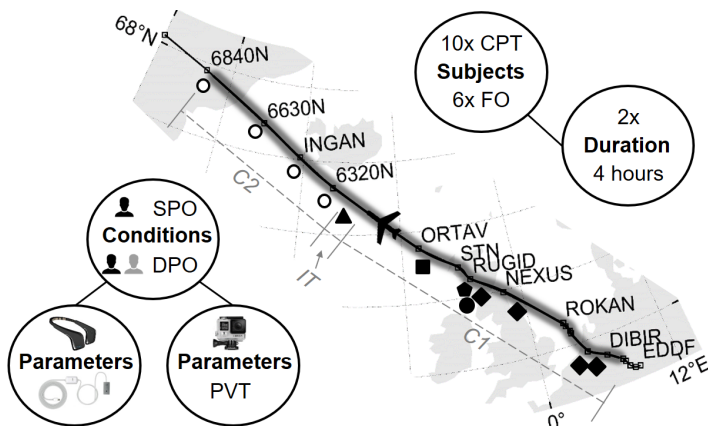 68°N
6840N
6630N
INGAN
6320N
ORTAV
STN
RUGID
NEXUS
ROKAN
DIBIR
EDDF
12°E
0°
C2
IT
C1
10x CPT
Subjects
6x FO
2x
Duration
4 hours
SPO
Conditions
DPO
Parameters
Parameters
PVT